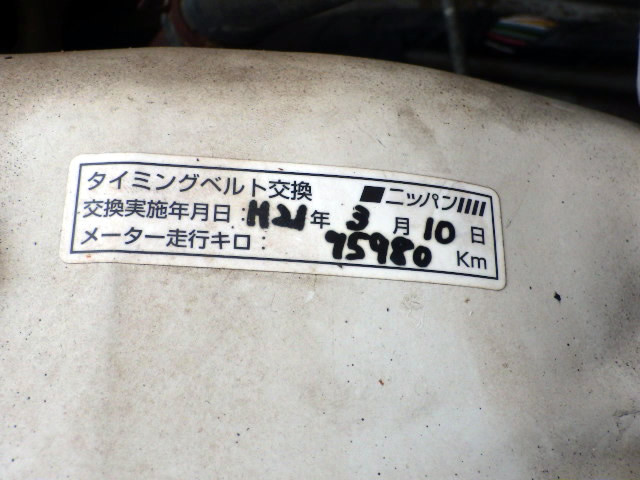 タイミングベルト交換 ニッパン
交換実施年月日:H21年 3月 10日
メーター走行キロ: 75980 Km